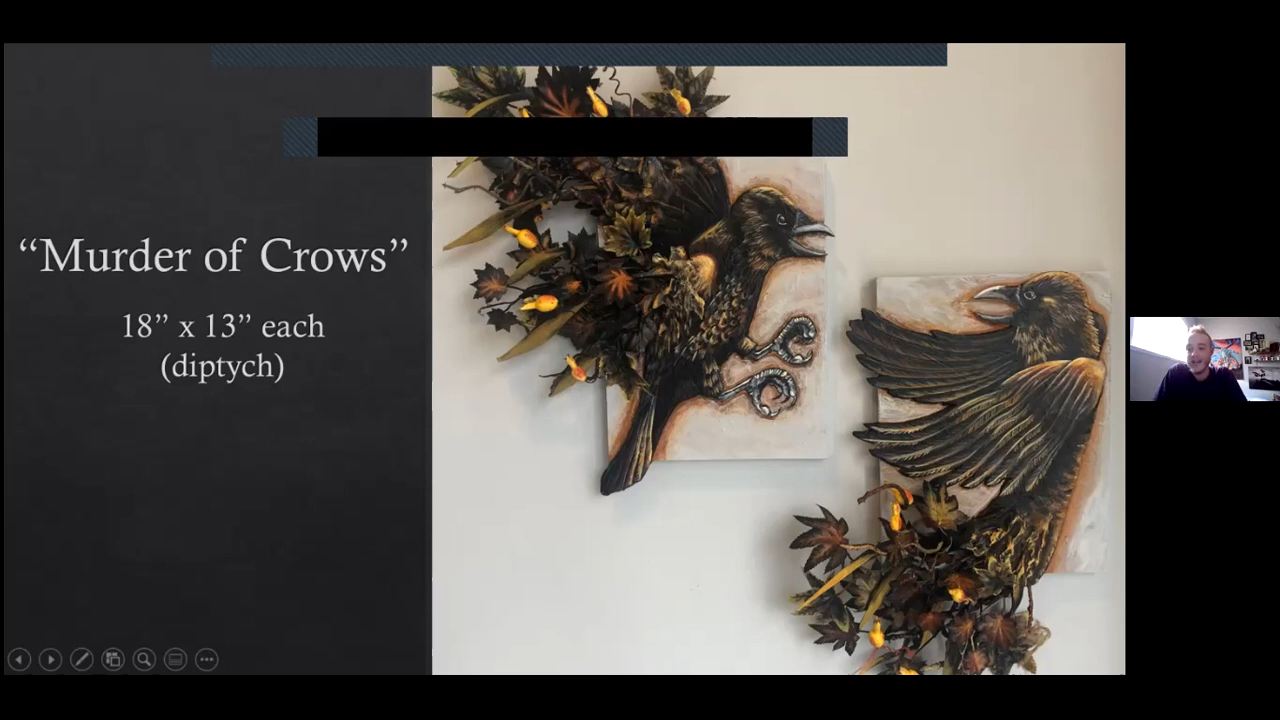 “Murder of Crows”
18” x 13” each
(diptych)